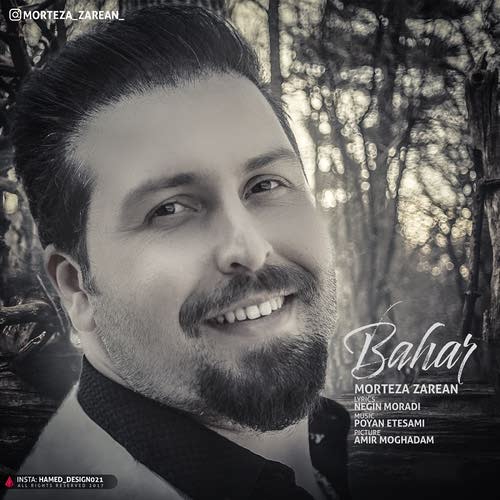 MORTEZA_ZAREAN_
Bahar
MORTEZA ZAREAN
LYRICS:
NEGIN MORADI
MUSIC
POYAN ETESAMI
PICTURE
AMIR MOGHADAM
INSTA: HAMED_DESIGN021
ALL RIGHTS RESERVED 2017